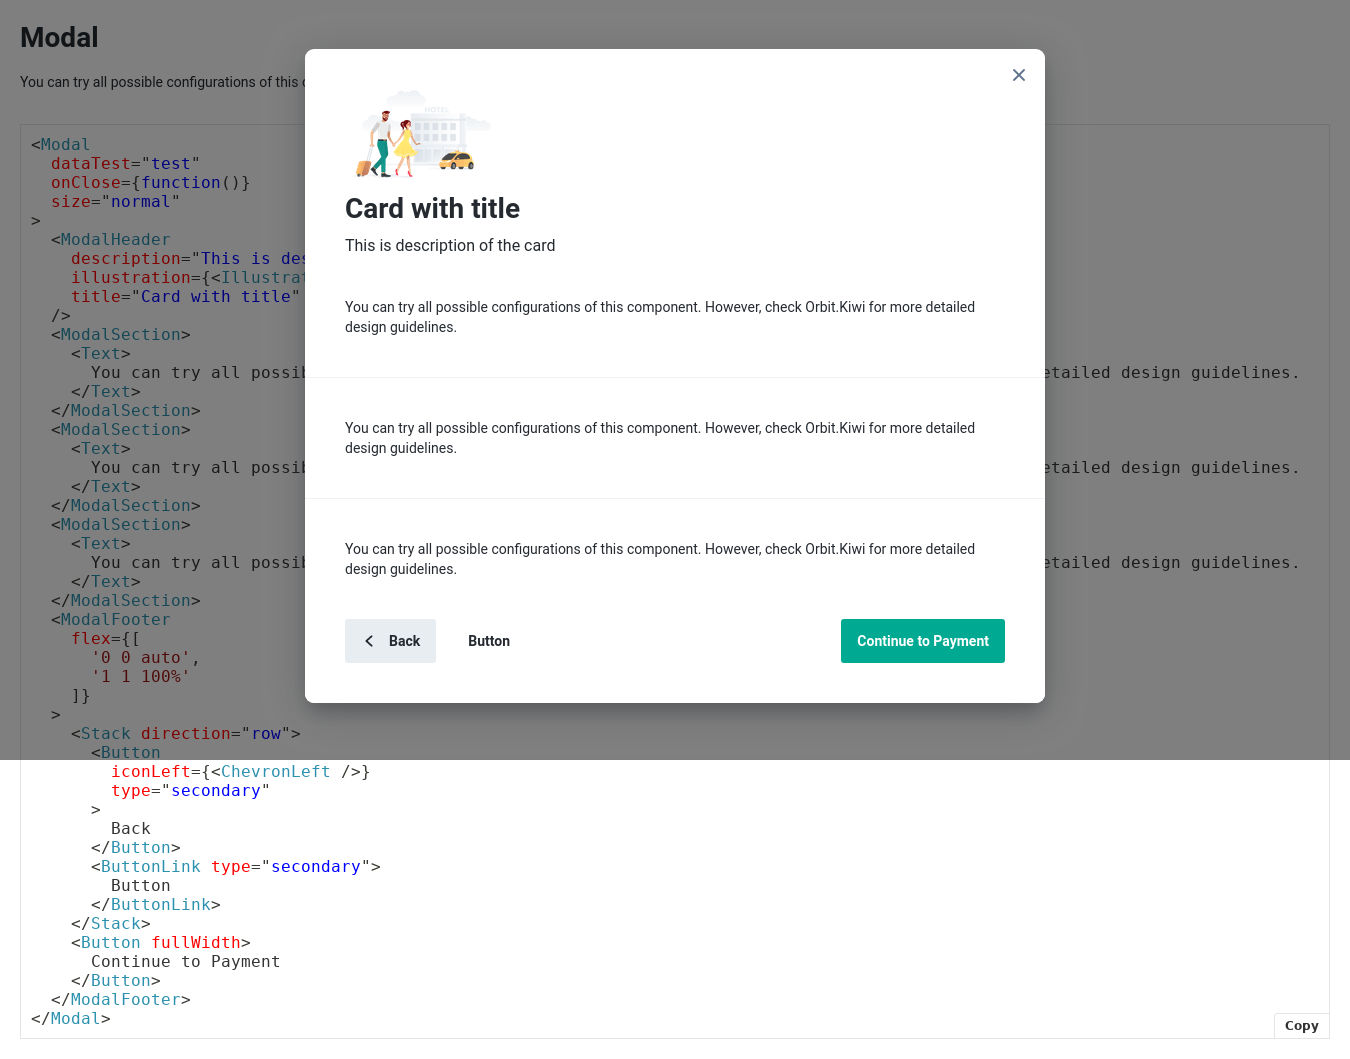 Modal
You can try all possible configurations of this
<Modal
dataTest="test"
onClose={function()}
size="normal"
>
<ModalHeader
description="This is des
illustration={<Illustrat
title="Card with title"
/>
<ModalSection>
<Text>
You can try all possib etailed design guidelines.
</Text>
</ModalSection>
<ModalSection>
<Text>
You can try all possib etailed design guidelines.
</Text>
</ModalSection>
<ModalSection>
<Text>
You can try all possib etailed design guidelines.
</Text>
</ModalSection>
<ModalFooter
flex={[
'0 0 auto',
'1 1 100%'
]}
>
<Stack direction="row">
<Button
iconLeft={<ChevronLeft />}
type="secondary"
>
Back
</Button>
<ButtonLink type="secondary">
Button
</ButtonLink>
</Stack>
<Button fullWidth>
Continue to Payment
</Button>
</ModalFooter>
</Modal>
Copy
HOTEL
Card with title
This is description of the card
You can try all possible configurations of this component. However, check Orbit.Kiwi for more detailed
design guidelines.
You can try all possible configurations of this component. However, check Orbit.Kiwi for more detailed
design guidelines.
You can try all possible configurations of this component. However, check Orbit.Kiwi for more detailed
design guidelines.
Back
Button
Continue to Payment